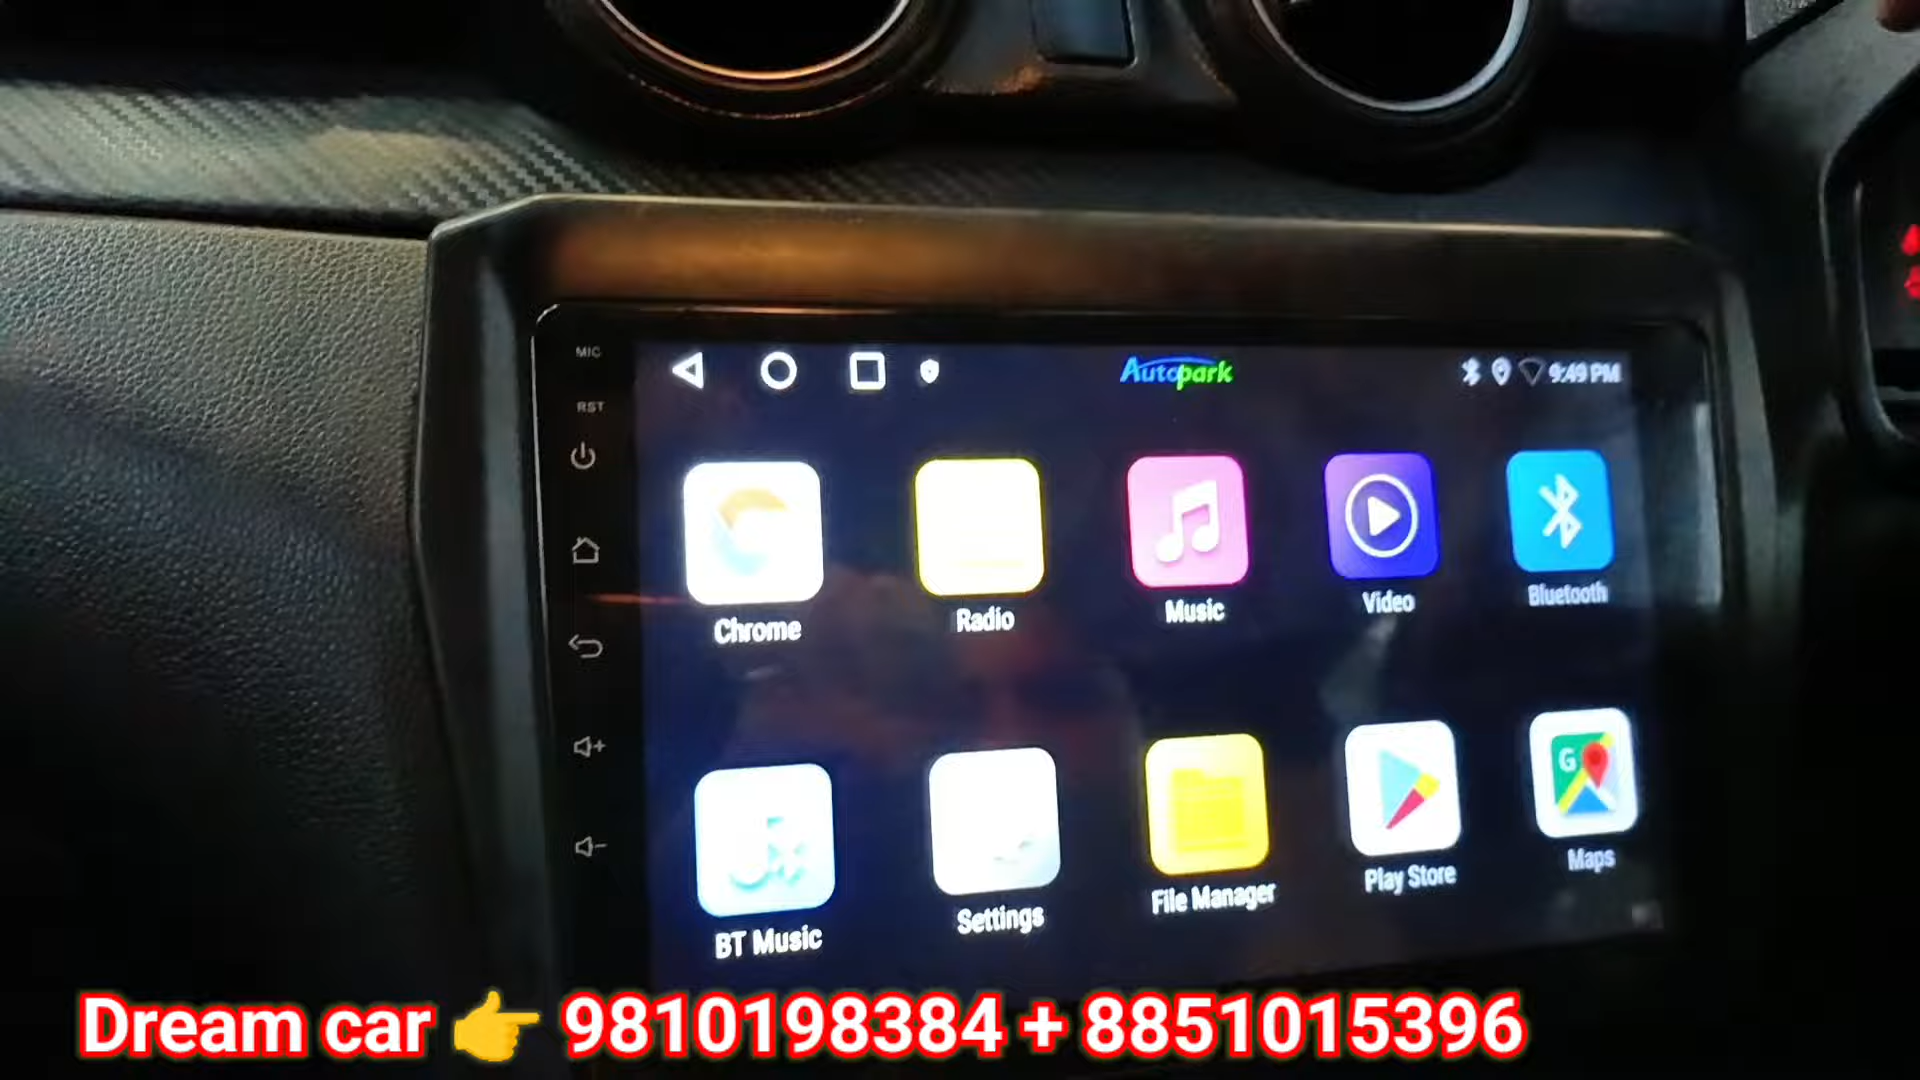 MIC
RST
Autopark
9:49 PM
Chrome
Radio
Music
Video
Bluetooth
G
BT Music
Settings
File Manager
Play Store
Maps
Dream car 👉 9810198384 + 8851015396